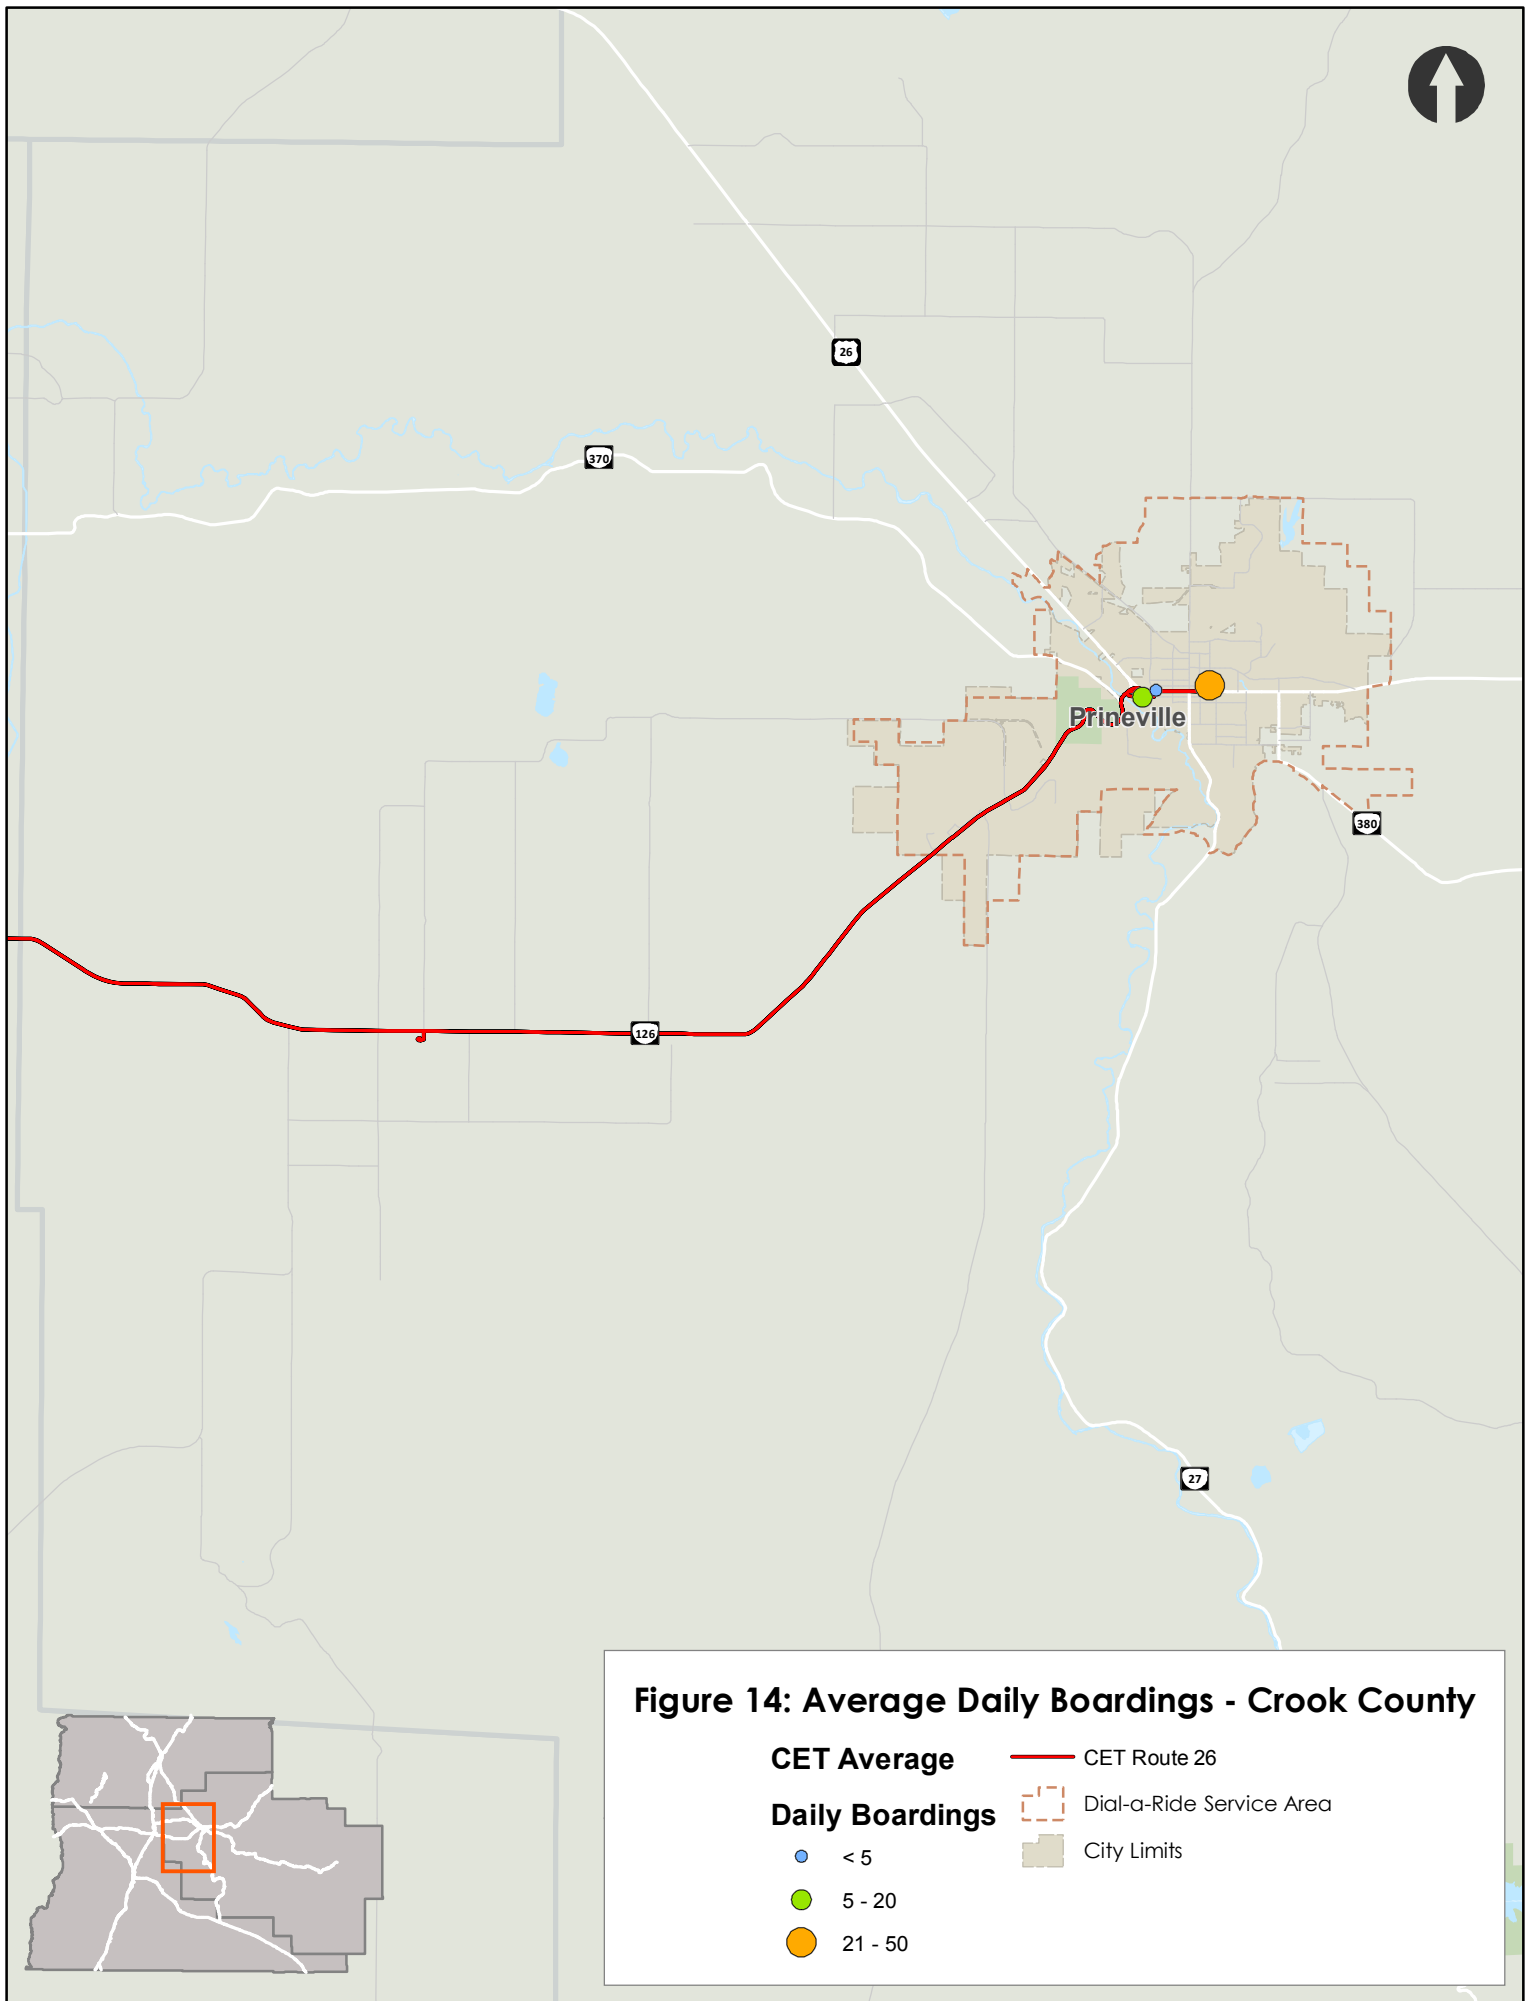 26
370
Prineville
380
126
27
Figure 14: Average Daily Boardings - Crook County
CET Average
Daily Boardings
< 5
5 - 20
21 - 50
CET Route 26
Dial-a-Ride Service Area
City Limits